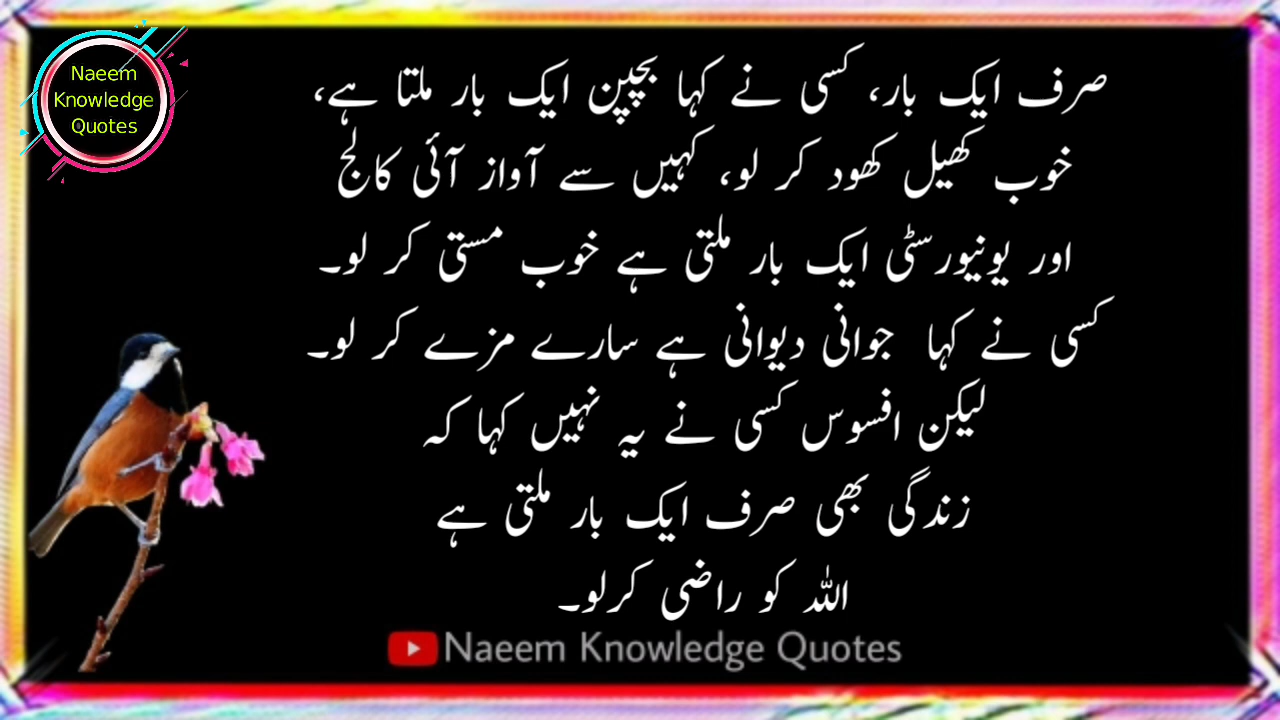 Naeem
Knowledge
Quotes
صرف ایک بار، کسی نے کہا بچپن ایک بار ملتا ہے،
خوب کھیل کھود کر لو، کہیں سے آواز آئی کالج
اور یونیورسٹی ایک بار ملتی ہے خوب مستی کر لو۔
کسی نے کہا جوانی دیوانی ہے سارے مزے کر لو۔
لیکن افسوس کسی نے یہ نہیں کہا کہ
زندگی بھی صرف ایک بار ملتی ہے
اللہ کو راضی کرلو۔
Naeem Knowledge Quotes